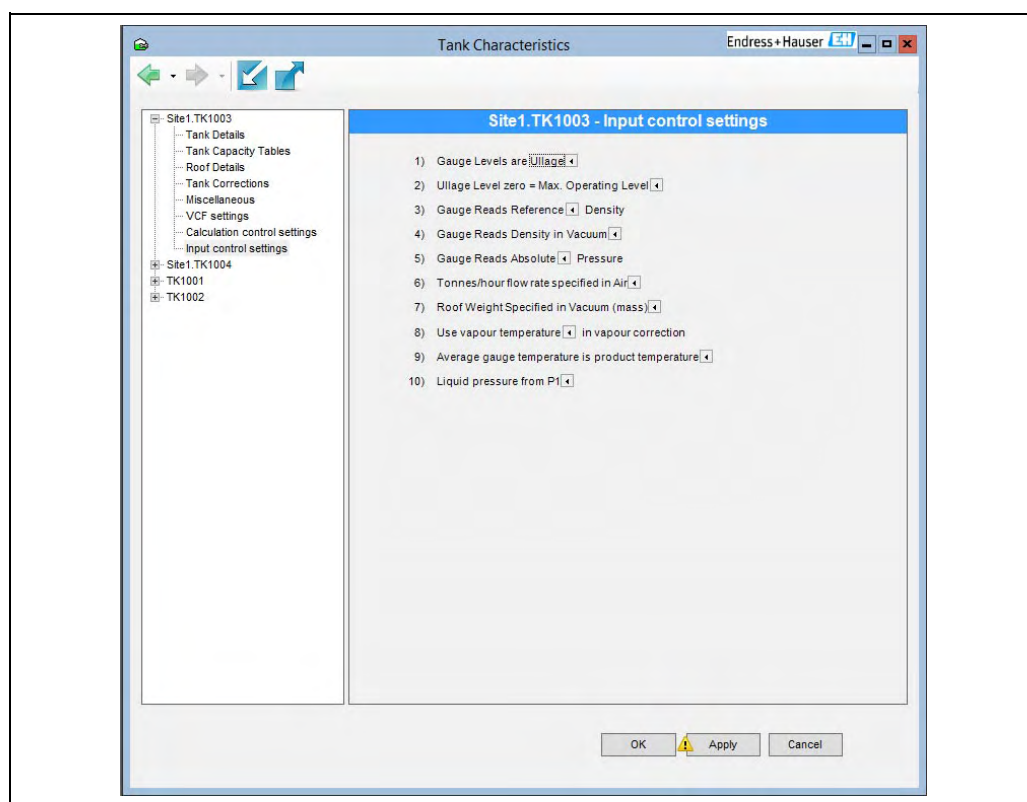 Tank Characteristics
Endress+Hauser EH
Site1.TK1003
Tank Details
Tank Capacity Tables
Roof Details
Tank Corrections
Miscellaneous
VCF settings
Calculation control settings
Input control settings
Site1.TK1004
TK1001
TK1002
Site1.TK1003 - Input control settings
1) Gauge Levels are Ullage
2) Ullage Level zero = Max. Operating Level
3) Gauge Reads Reference Density
4) Gauge Reads Density in Vacuum
5) Gauge Reads Absolute Pressure
6) Tonnes/hour flow rate specified in Air
7) Roof Weight Specified in Vacuum (mass)
8) Use vapour temperature in vapour correction
9) Average gauge temperature is product temperature
10) Liquid pressure from P1
OK
Apply
Cancel